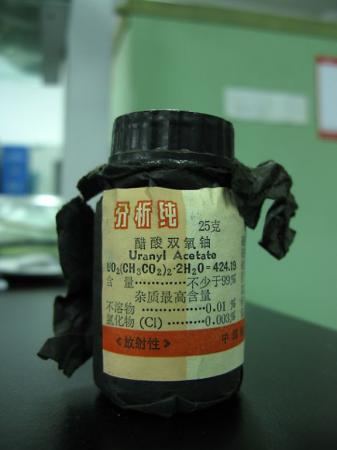 分析纯
25克
醋酸双氧铀
Uranyl Acetate
UO₂(CH₃CO₂)₂·2H₂O=424.19
含量………………不少于99%
杂质最高含量
不溶物………………0.01 %
氯化物 (Cl) …………0.003%
《放射性》